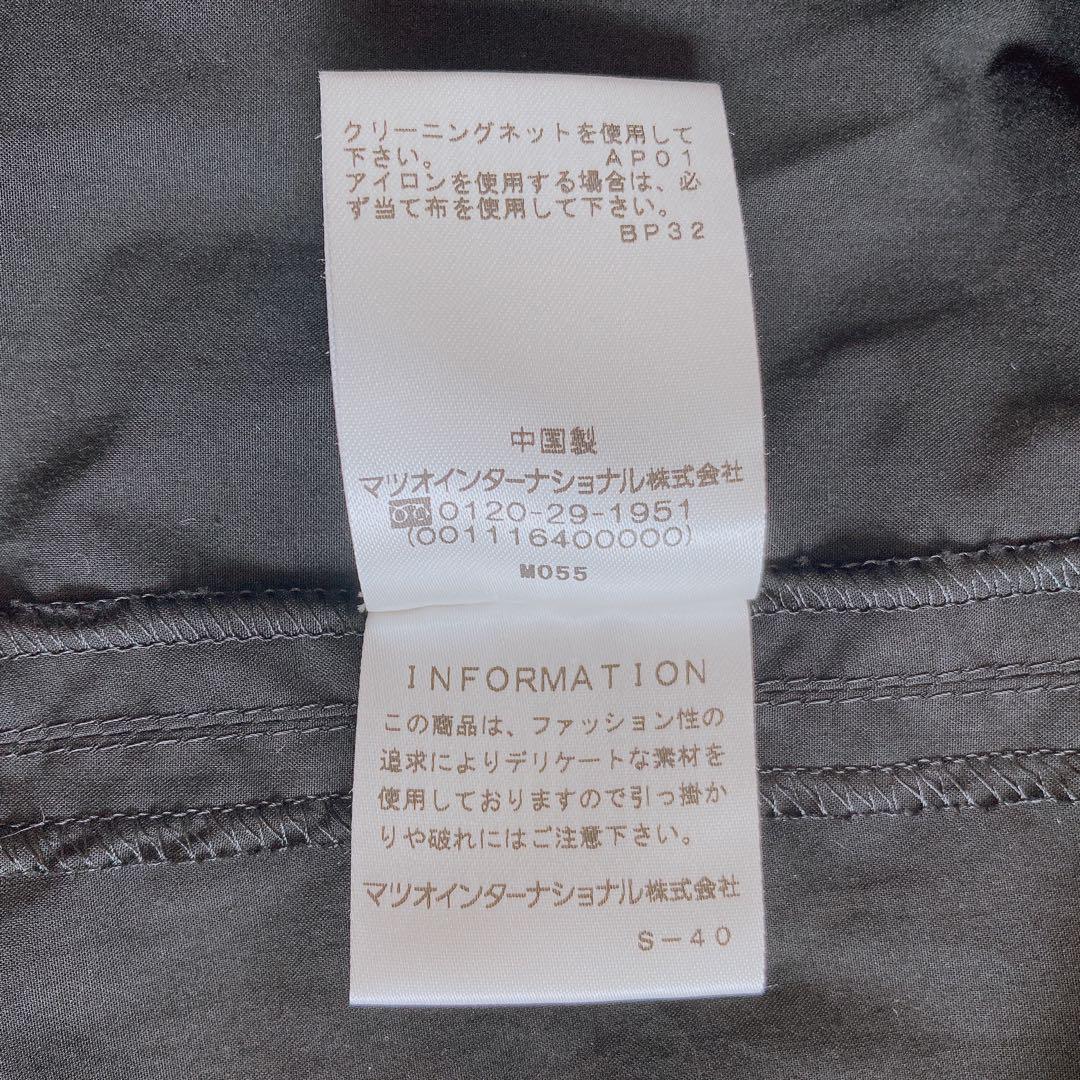 クリーニングネットを使用して
下さい。 AP01
アイロンを使用する場合は、必
ず当て布を使用して下さい。
BP32
中国製
マツオインターナショナル株式会社
0120-29-1951
(001116400000)
M055
INFORMATION
この商品は、ファッション性の
追求によりデリケートな素材を
使用しておりますので引っ掛か
りや破れにはご注意下さい。
マツオインターナショナル株式会社
S-40